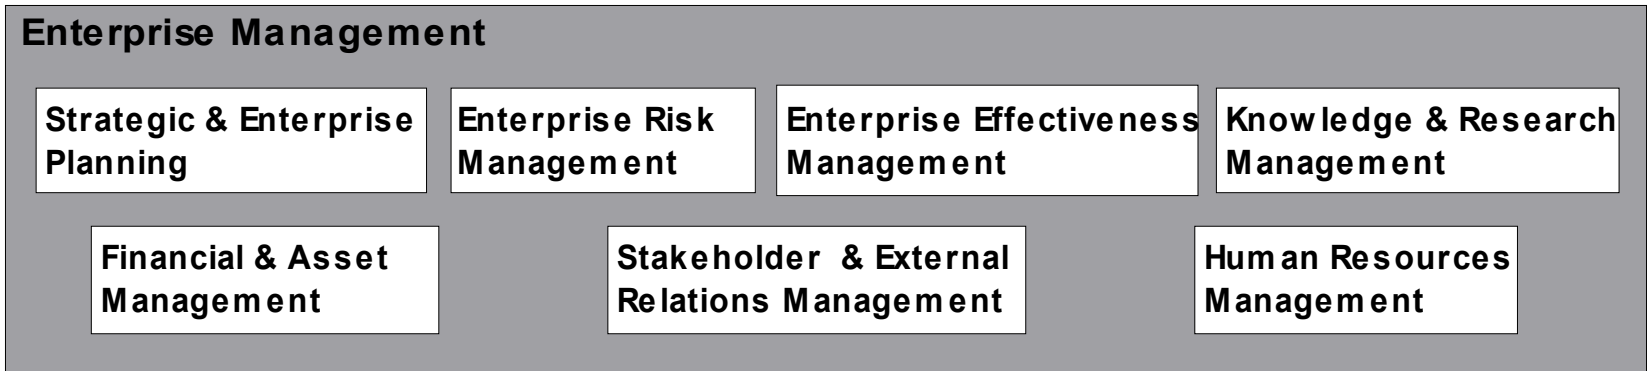 Enterprise Management
Strategic & Enterprise
Planning
Enterprise Risk
Management
Enterprise Effectiveness
Management
Knowledge & Research
Management
Financial & Asset
Management
Stakeholder & External
Relations Management
Human Resources
Management